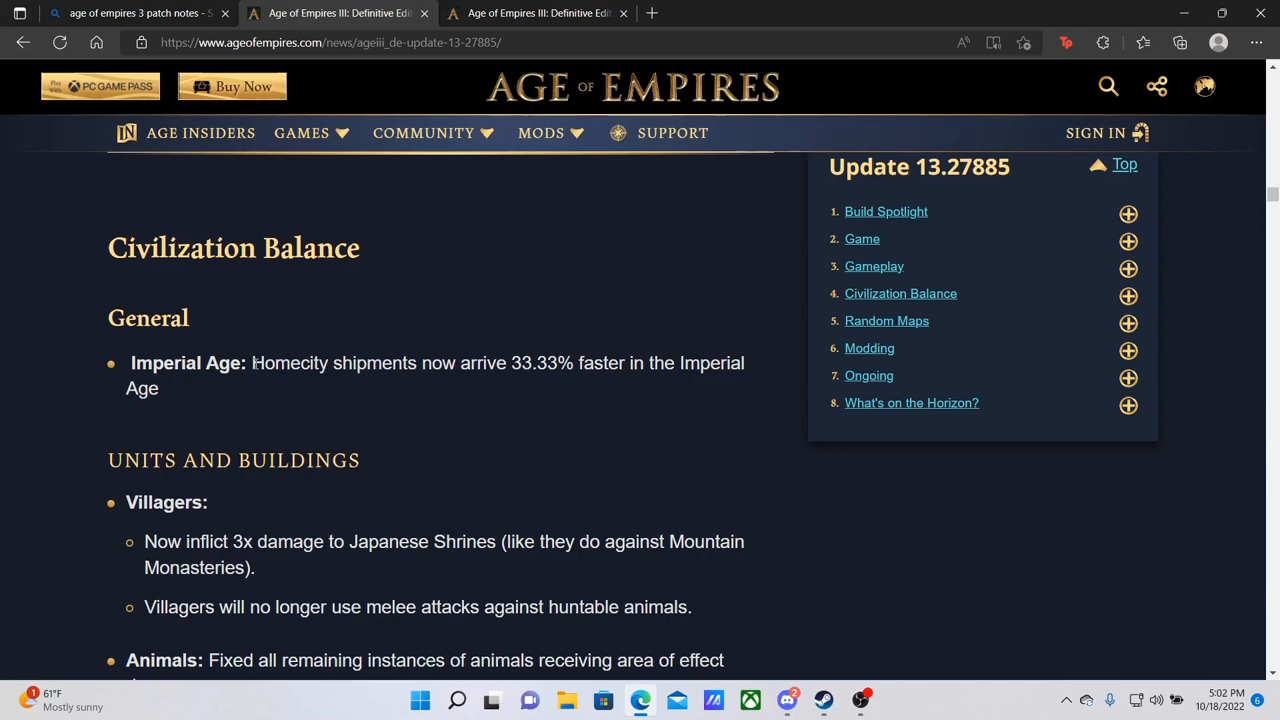 age of empires 3 patch notes - S
Age of Empires III: Definitive Edit
Age of Empires III: Definitive Edit
https://www.ageofempires.com/news/ageiii_de-update-13-27885/
PC GAME PASS
Buy Now
AGE OF EMPIRES
AGE INSIDERS
GAMES
COMMUNITY
MODS
SUPPORT
SIGN IN
Update 13.27885
Top
1. Build Spotlight
2. Game
3. Gameplay
4. Civilization Balance
5. Random Maps
6. Modding
7. Ongoing
8. What's on the Horizon?
Civilization Balance
General
Imperial Age: Homecity shipments now arrive 33.33% faster in the Imperial
Age
UNITS AND BUILDINGS
Villagers:
Now inflict 3x damage to Japanese Shrines (like they do against Mountain
Monasteries).
Villagers will no longer use melee attacks against huntable animals.
Animals: Fixed all remaining instances of animals receiving area of effect
1
61°F
Mostly sunny
2
5:02 PM
10/18/2022
6